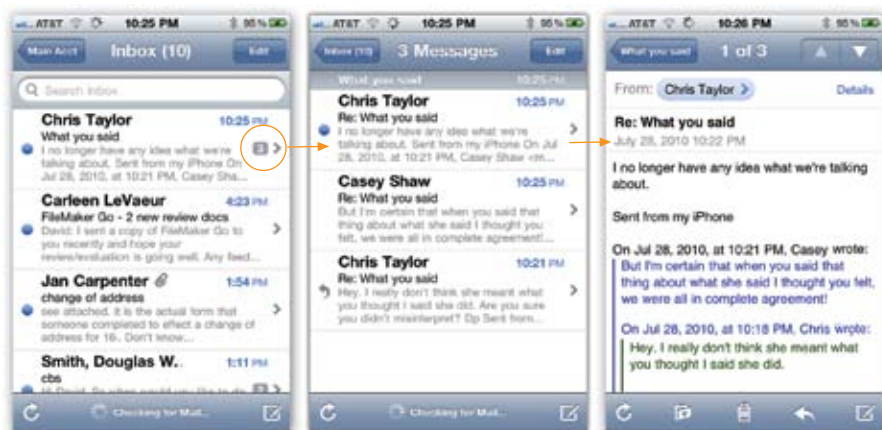 AT&T 10:25 PM 95%
Main Acct Inbox (10) Edit
Search Inbox
Chris Taylor 10:25 PM
What you said
I no longer have any idea what we're 3
talking about. Sent from my iPhone On
Jul 28, 2010, at 10:21 PM, Casey Sha...
Carleen LeVaeur 4:23 PM
FileMaker Go - 2 new review docs
David: I sent a copy of FileMaker Go to
you recently and hope your
review/evaluation is going well. Any feed...
Jan Carpenter 1:54 PM
change of address
see attached. It is the actual form that
someone completed to effect a change of
address for 16. Don't know...
Smith, Douglas W. 1:11 PM
cbs
Checking for Mail...
AT&T 10:25 PM 95%
Inbox (10) 3 Messages Edit
What you said 10:25 PM
Chris Taylor 10:25 PM
Re: What you said
I no longer have any idea what we're
talking about. Sent from my iPhone On Jul
28, 2010, at 10:21 PM, Casey Shaw <m...
Casey Shaw 10:25 PM
Re: What you said
But I'm certain that when you said that
thing about what she said I thought you
felt, we were all in complete agreement!...
Chris Taylor 10:21 PM
Re: What you said
Hey. I really don't think she meant what
you thought I said she did. Are you sure
you didn't misinterpret? Dp Sent from...
Checking for Mail...
AT&T 10:26 PM 95%
What you said 1 of 3
From: Chris Taylor Details
Re: What you said
July 28, 2010 10:22 PM
I no longer have any idea what we're talking
about.
Sent from my iPhone
On Jul 28, 2010, at 10:21 PM, Casey wrote:
But I'm certain that when you said that
thing about what she said I thought you felt,
we were all in complete agreement!
On Jul 28, 2010, at 10:18 PM, Chris wrote:
Hey. I really don't think she meant what
you thought I said she did.